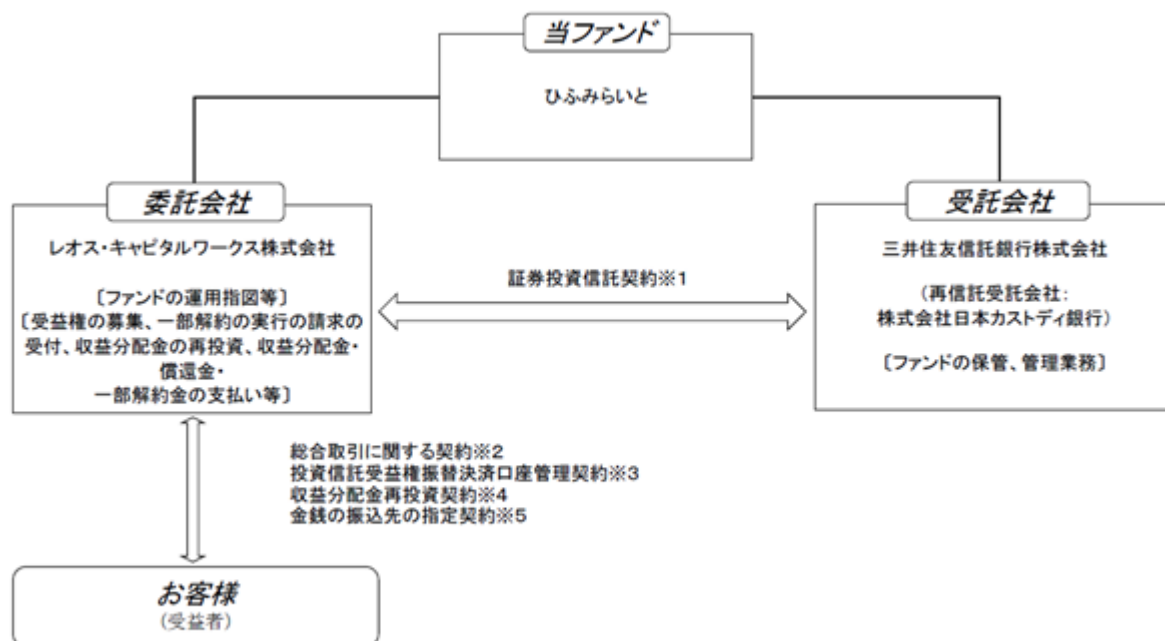 当ファンド
ひふみらいと
委託会社
レオス・キャピタルワークス株式会社
〔ファンドの運用指図等〕
〔受益権の募集、一部解約の実行の請求の
受付、収益分配金の再投資、収益分配金・
償還金・
一部解約金の支払い等〕
証券投資信託契約※1
受託会社
三井住友信託銀行株式会社
(再信託受託会社:
株式会社日本カストディ銀行)
〔ファンドの保管、管理業務〕
総合取引に関する契約※2
投資信託受益権振替決済口座管理契約※3
収益分配金再投資契約※4
金銭の振込先の指定契約※5
お客様
(受益者)